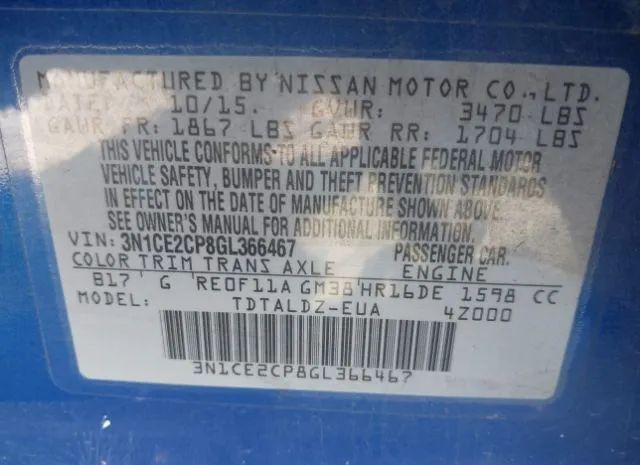 MANUFACTURED BY NISSAN MOTOR CO., LTD.
DATED 10/15. GVWR: 3470 LBS
GAWR FR: 1867 LBS GAWR RR: 1704 LBS
THIS VEHICLE CONFORMS TO ALL APPLICABLE FEDERAL MOTOR
VEHICLE SAFETY, BUMPER AND THEFT PREVENTION STANDARDS
IN EFFECT ON THE DATE OF MANUFACTURE SHOWN ABOVE.
SEE OWNER'S MANUAL FOR ADDITIONAL INFORMATION.
VIN: 3N1CE2CP8GL366467 PASSENGER CAR.
COLOR TRIM TRANS AXLE ENGINE
B17 G RE0F11A GM38 HR16DE 1598 CC
MODEL: TDTALDZ-EUA 4Z000
3N1CE2CP8GL366467